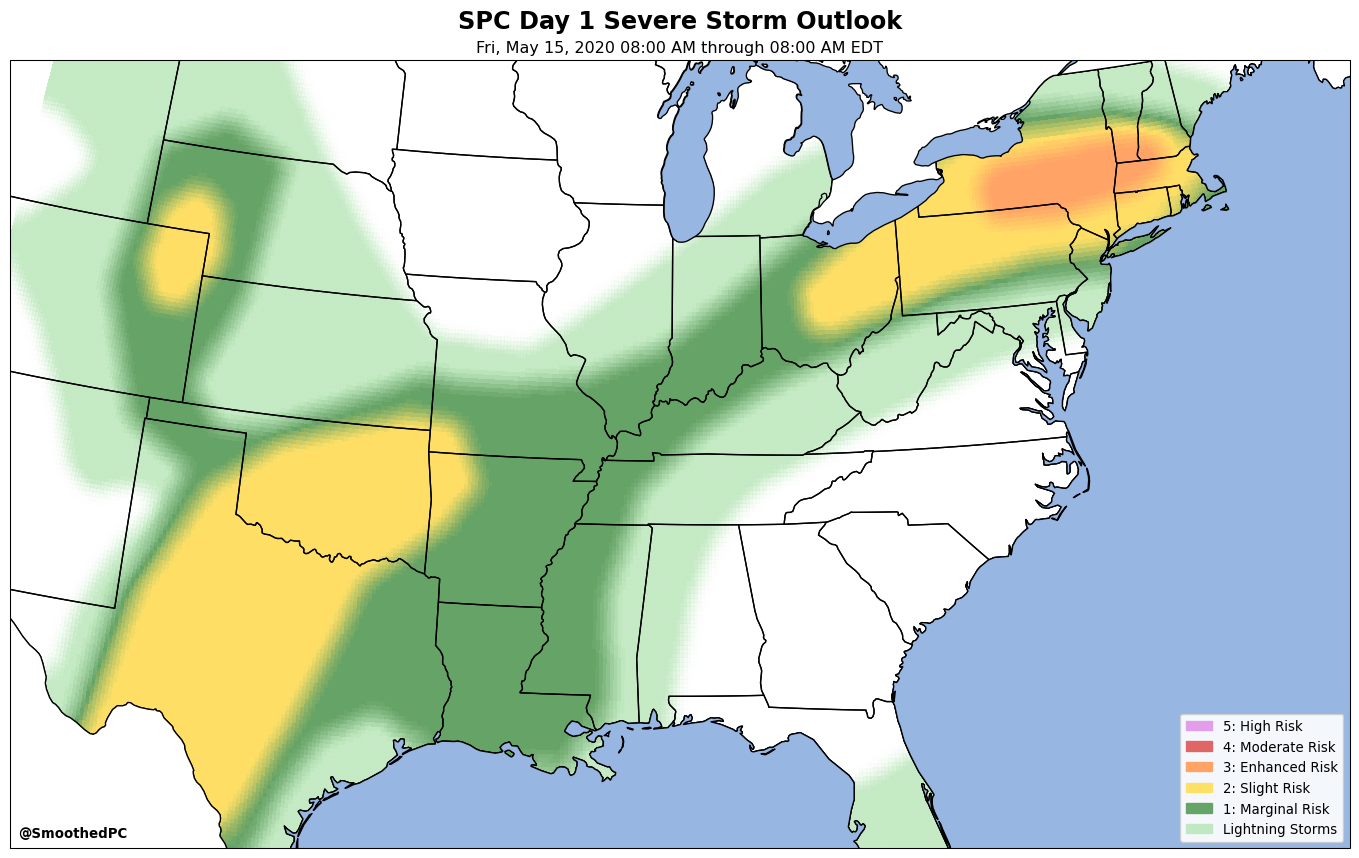 SPC Day 1 Severe Storm Outlook
Fri, May 15, 2020 08:00 AM through 08:00 AM EDT
5: High Risk
4: Moderate Risk
3: Enhanced Risk
2: Slight Risk
1: Marginal Risk
Lightning Storms
@SmoothedPC